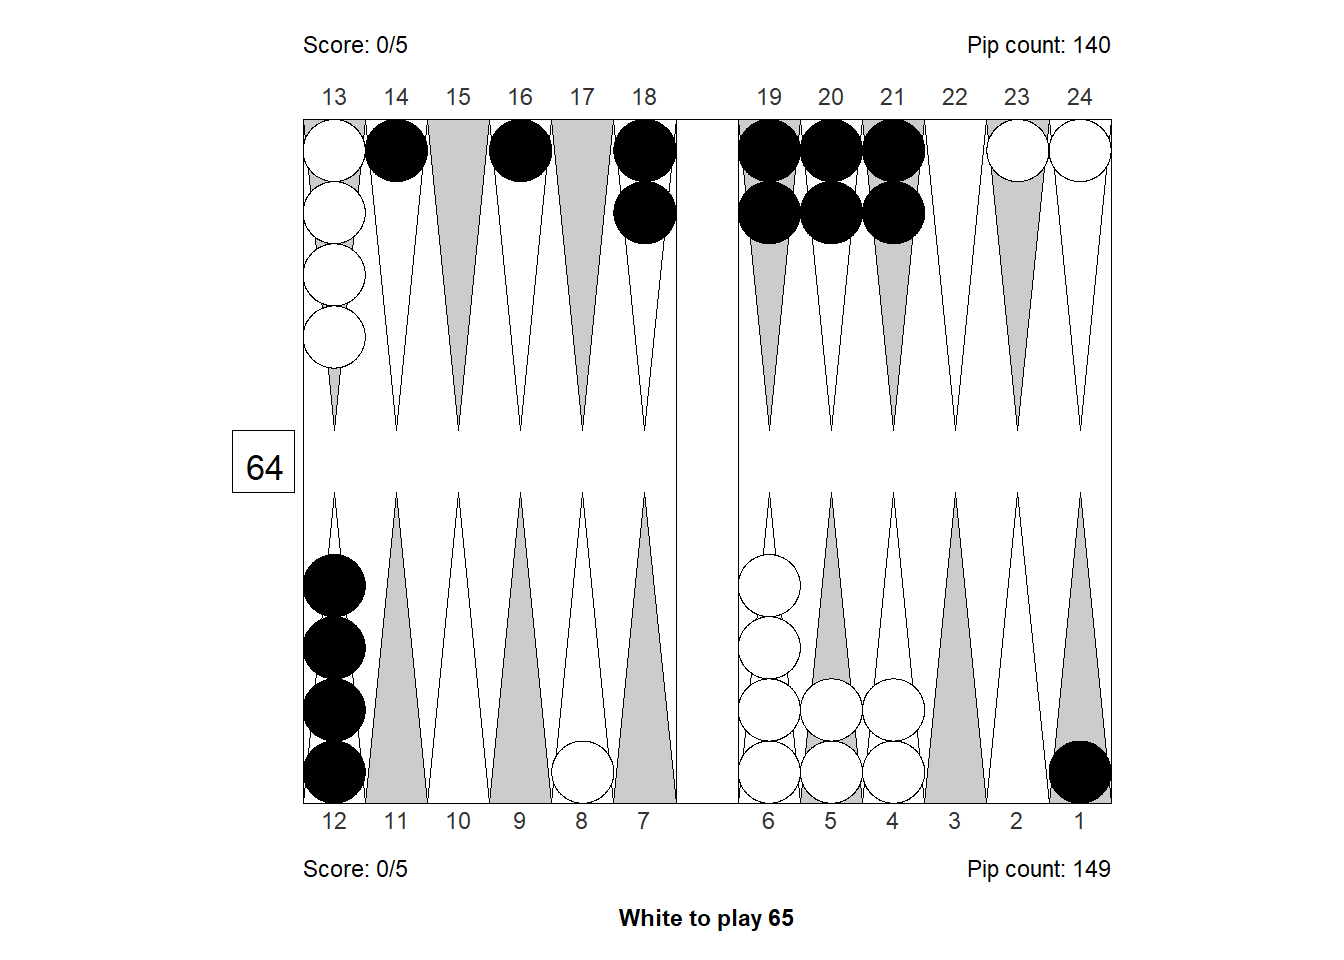 Score: 0/5 Pip count: 140
13 14 15 16 17 18 19 20 21 22 23 24
64
12 11 10 9 8 7 6 5 4 3 2 1
Score: 0/5 Pip count: 149
White to play 65